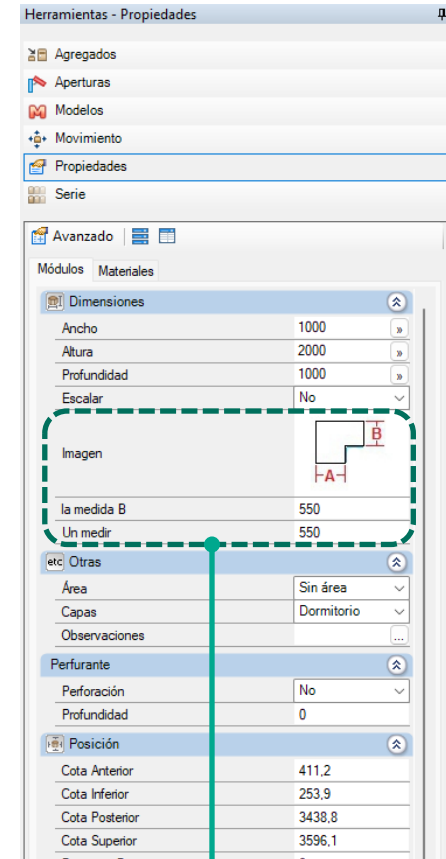 Herramientas - Propiedades
Agregados
Aperturas
Modelos
Movimiento
Propiedades
Serie
Avanzado
Módulos Materiales
Dimensiones
Ancho 1000 »
Altura 2000 »
Profundidad 1000 »
Escalar No
Imagen B
A
la medida B 550
Un medir 550
etc Otras
Área Sin área
Capas Dormitorio
Observaciones ...
Perfurante
Perforación No
Profundidad 0
Posición
Cota Anterior 411,2
Cota Inferior 253,9
Cota Posterior 3438,8
Cota Superior 3596,1